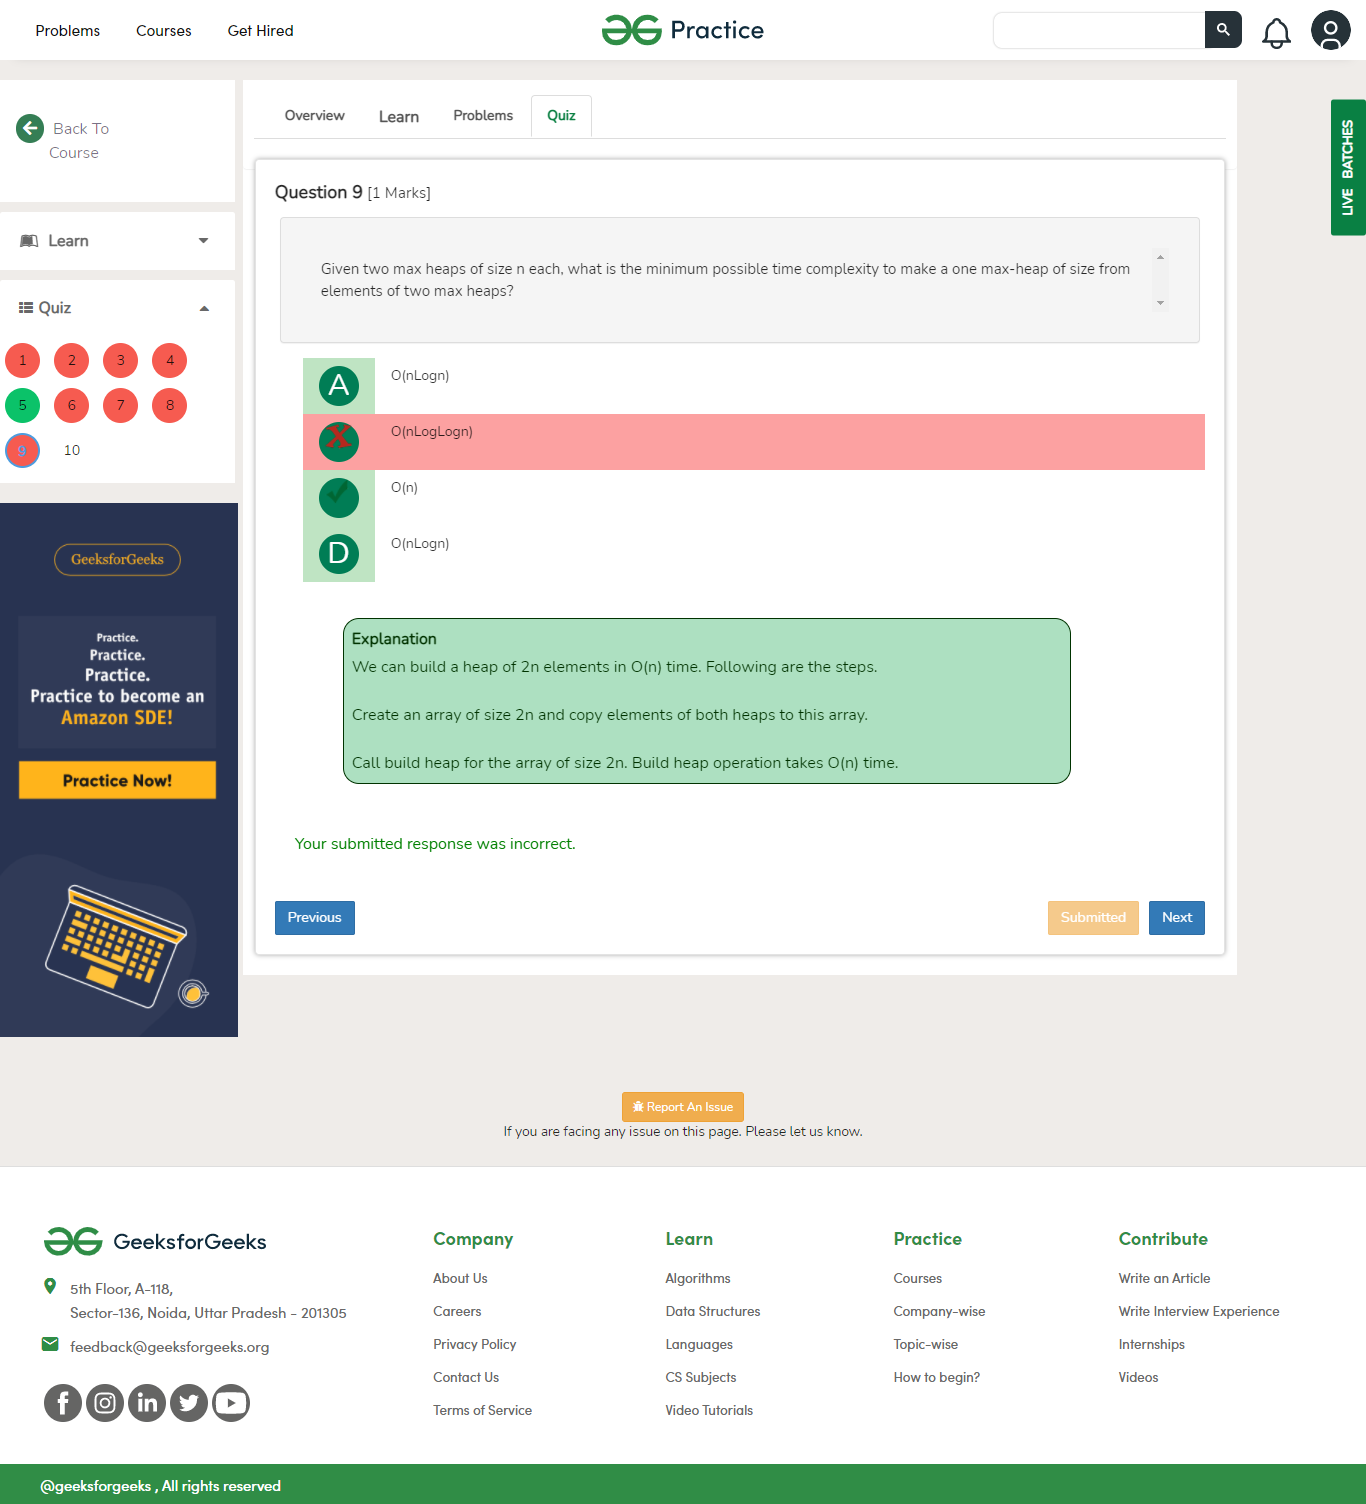 Problems
Courses
Get Hired
Practice
Back To
Course
Learn
Quiz
1
2
3
4
5
6
7
8
9
10
GeeksforGeeks
Practice.
Practice.
Practice.
Practice to become an
Amazon SDE!
Practice Now!
Overview
Learn
Problems
Quiz
Question 9 [1 Marks]
Given two max heaps of size n each, what is the minimum possible time complexity to make a one max-heap of size from
elements of two max heaps?
A
O(nLogn)
X
O(nLogLogn)
O(n)
D
O(nLogn)
Explanation
We can build a heap of 2n elements in O(n) time. Following are the steps.
Create an array of size 2n and copy elements of both heaps to this array.
Call build heap for the array of size 2n. Build heap operation takes O(n) time.
Your submitted response was incorrect.
Previous
Submitted
Next
LIVE BATCHES
Report An Issue
If you are facing any issue on this page. Please let us know.
GeeksforGeeks
5th Floor, A-118,
Sector-136, Noida, Uttar Pradesh - 201305
feedback@geeksforgeeks.org
Company
About Us
Careers
Privacy Policy
Contact Us
Terms of Service
Learn
Algorithms
Data Structures
Languages
CS Subjects
Video Tutorials
Practice
Courses
Company-wise
Topic-wise
How to begin?
Contribute
Write an Article
Write Interview Experience
Internships
Videos
@geeksforgeeks , All rights reserved